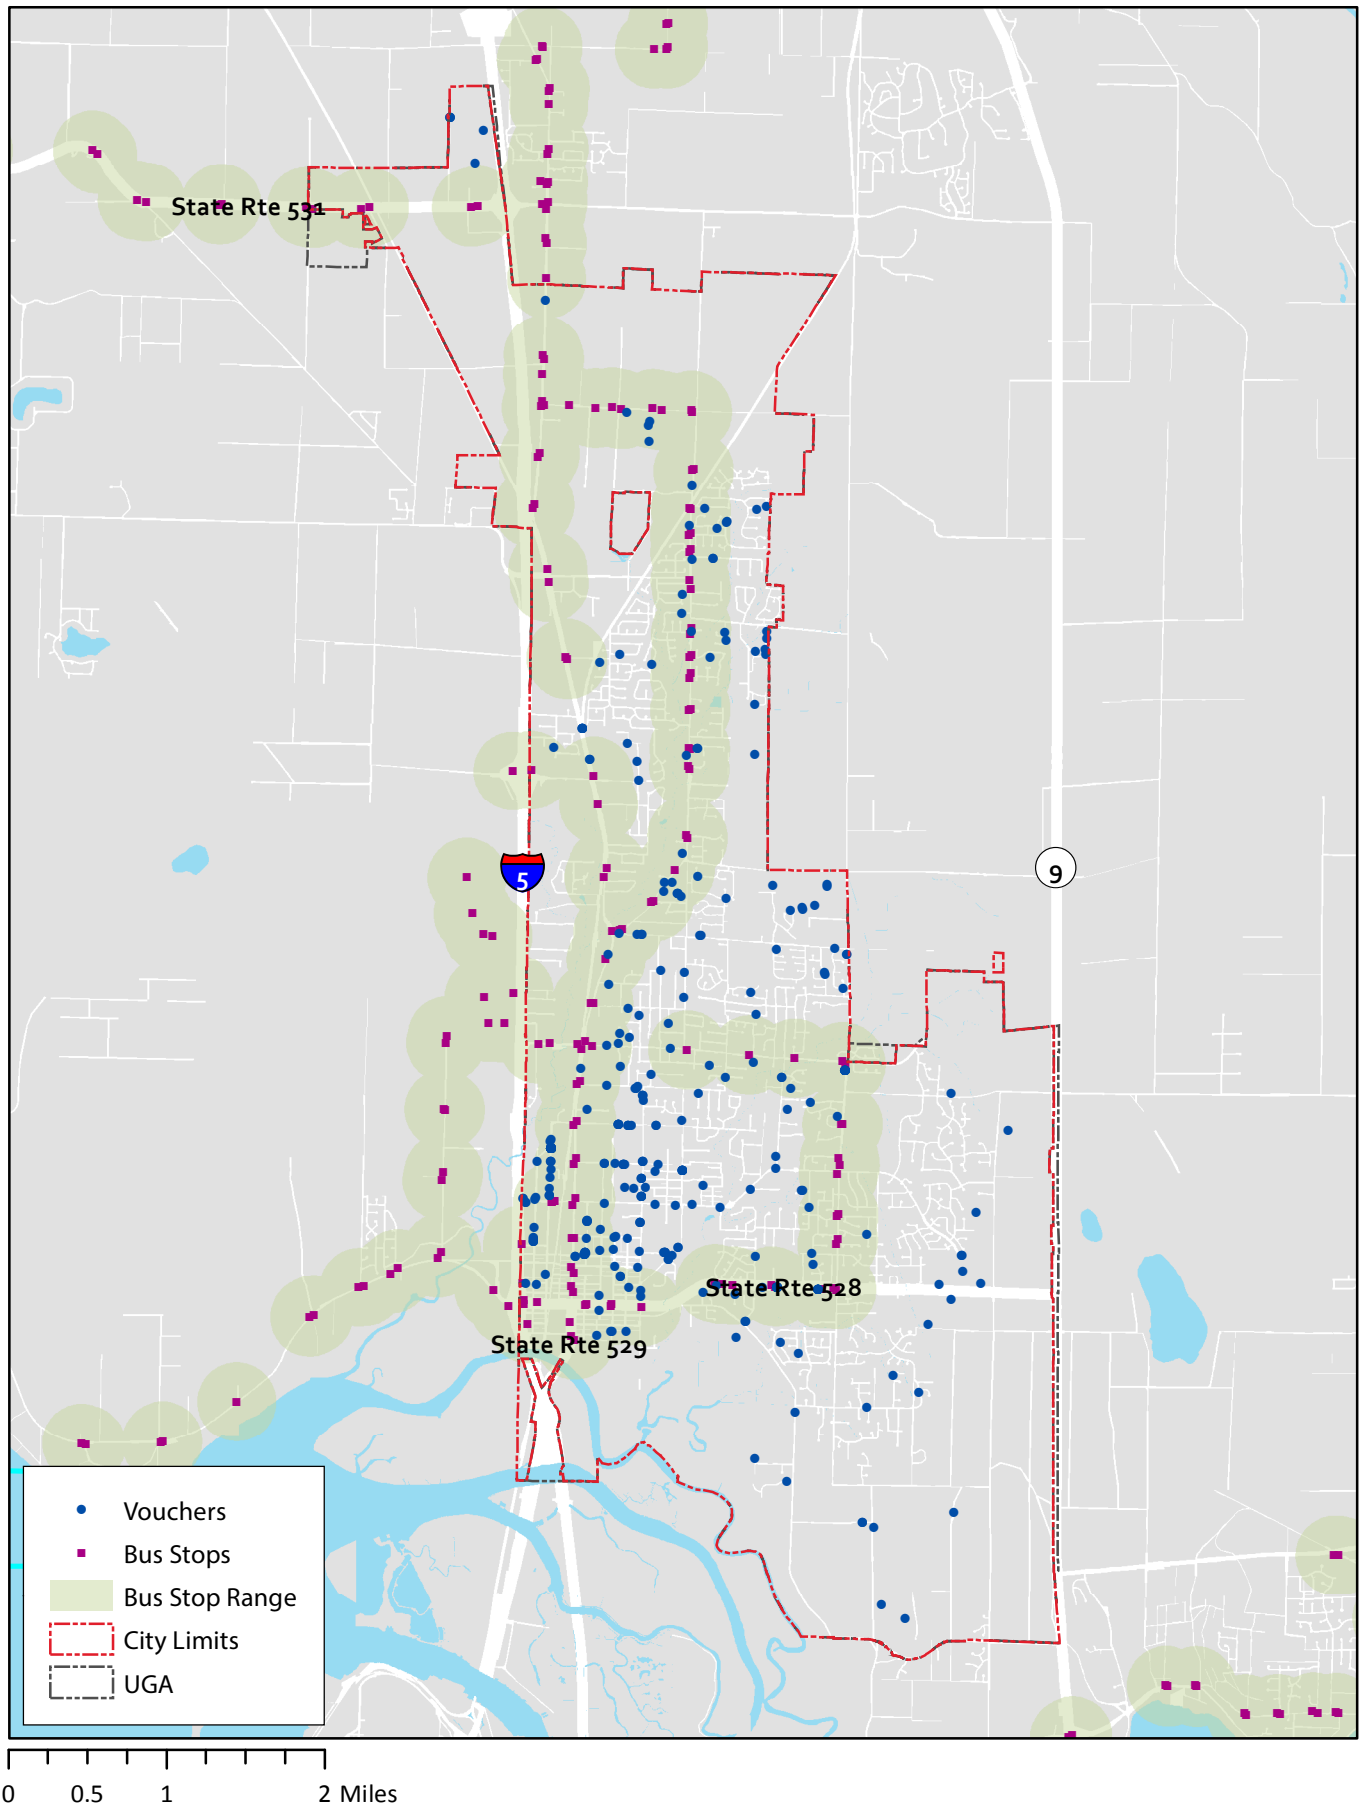 State Rte 531
5
9
State Rte 528
State Rte 529
Vouchers
Bus Stops
Bus Stop Range
City Limits
UGA
0 0.5 1 2 Miles